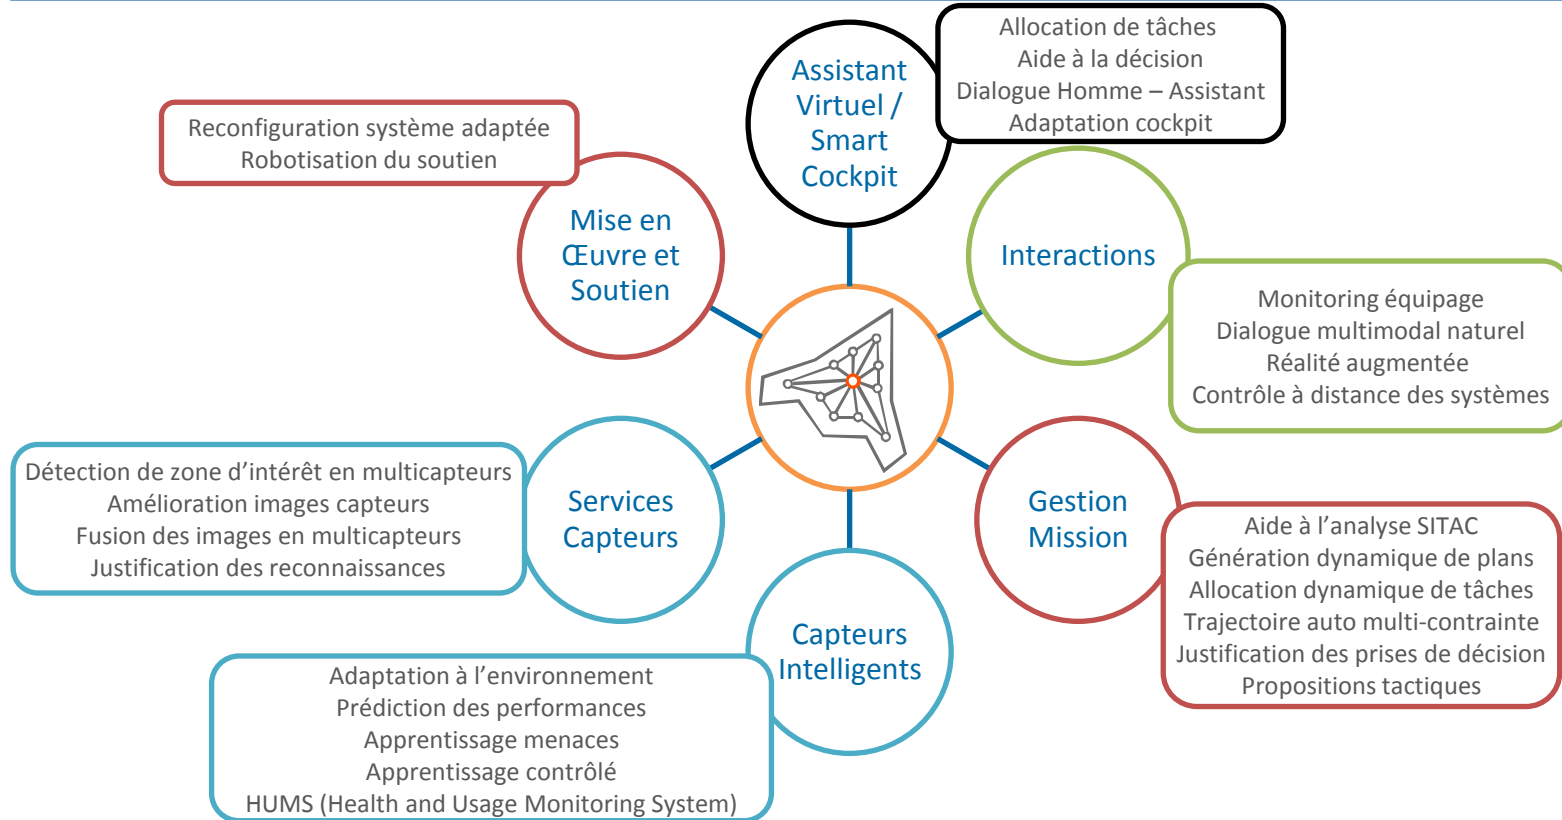 Assistant
Virtuel /
Smart
Cockpit
Allocation de tâches
Aide à la décision
Dialogue Homme – Assistant
Adaptation cockpit
Interactions
Monitoring équipage
Dialogue multimodal naturel
Réalité augmentée
Contrôle à distance des systèmes
Gestion
Mission
Aide à l’analyse SITAC
Génération dynamique de plans
Allocation dynamique de tâches
Trajectoire auto multi-contrainte
Justification des prises de décision
Propositions tactiques
Capteurs
Intelligents
Adaptation à l’environnement
Prédiction des performances
Apprentissage menaces
Apprentissage contrôlé
HUMS (Health and Usage Monitoring System)
Services
Capteurs
Détection de zone d’intérêt en multicapteurs
Amélioration images capteurs
Fusion des images en multicapteurs
Justification des reconnaissances
Mise en
Œuvre et
Soutien
Reconfiguration système adaptée
Robotisation du soutien